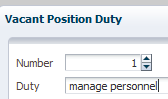 Vacant Position Duty
Number 1
Duty manage personnel